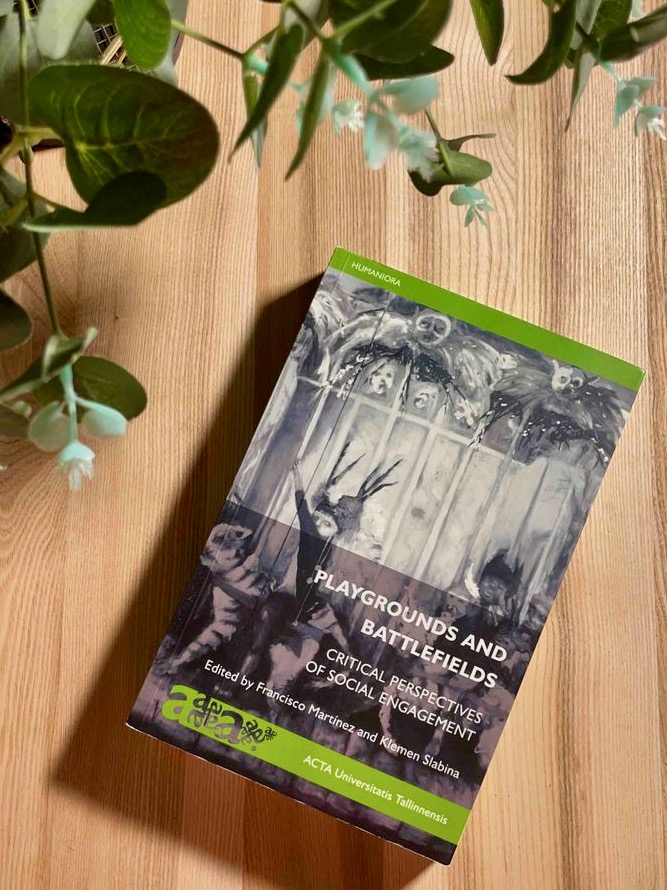 HUMANIORA
PLAYGROUNDS AND
BATTLEFIELDS
CRITICAL PERSPECTIVES
OF SOCIAL ENGAGEMENT
Edited by Francisco Martínez and Klemen Slabina
ACTA Universitatis Tallinnensis